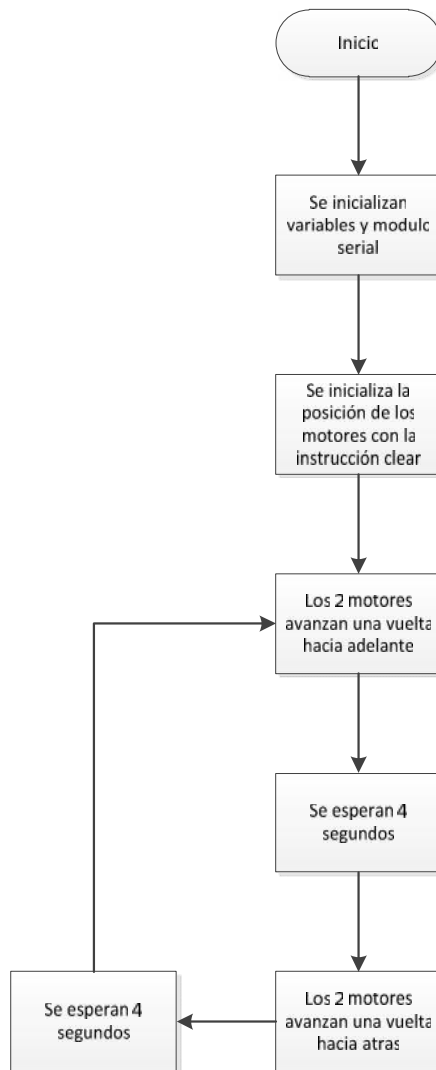 Inicio
Se inicializan
variables y modulo
serial
Se inicializa la
posición de los
motores con la
instrucción clear
Los 2 motores
avanzan una vuelta
hacia adelante
Se esperan 4
segundos
Los 2 motores
avanzan una vuelta
hacia atras
Se esperan 4
segundos